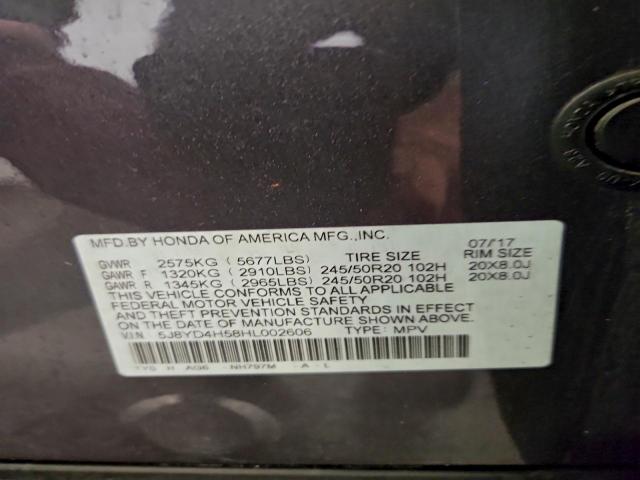 MFD.BY HONDA OF AMERICA MFG.,INC. 07/17
GVWR 2575KG ( 5677LBS) TIRE SIZE RIM SIZE
GAWR F 1320KG ( 2910LBS) 245/50R20 102H 20X8.0J
GAWR R 1345KG ( 2965LBS) 245/50R20 102H 20X8.0J
THIS VEHICLE CONFORMS TO ALL APPLICABLE
FEDERAL MOTOR VEHICLE SAFETY
AND THEFT PREVENTION STANDARDS IN EFFECT
ON THE DATE OF MANUFACTURE SHOWN ABOVE.
V.I.N. 5J8YD4H58HL002606 TYPE: MPV
NH797M A L